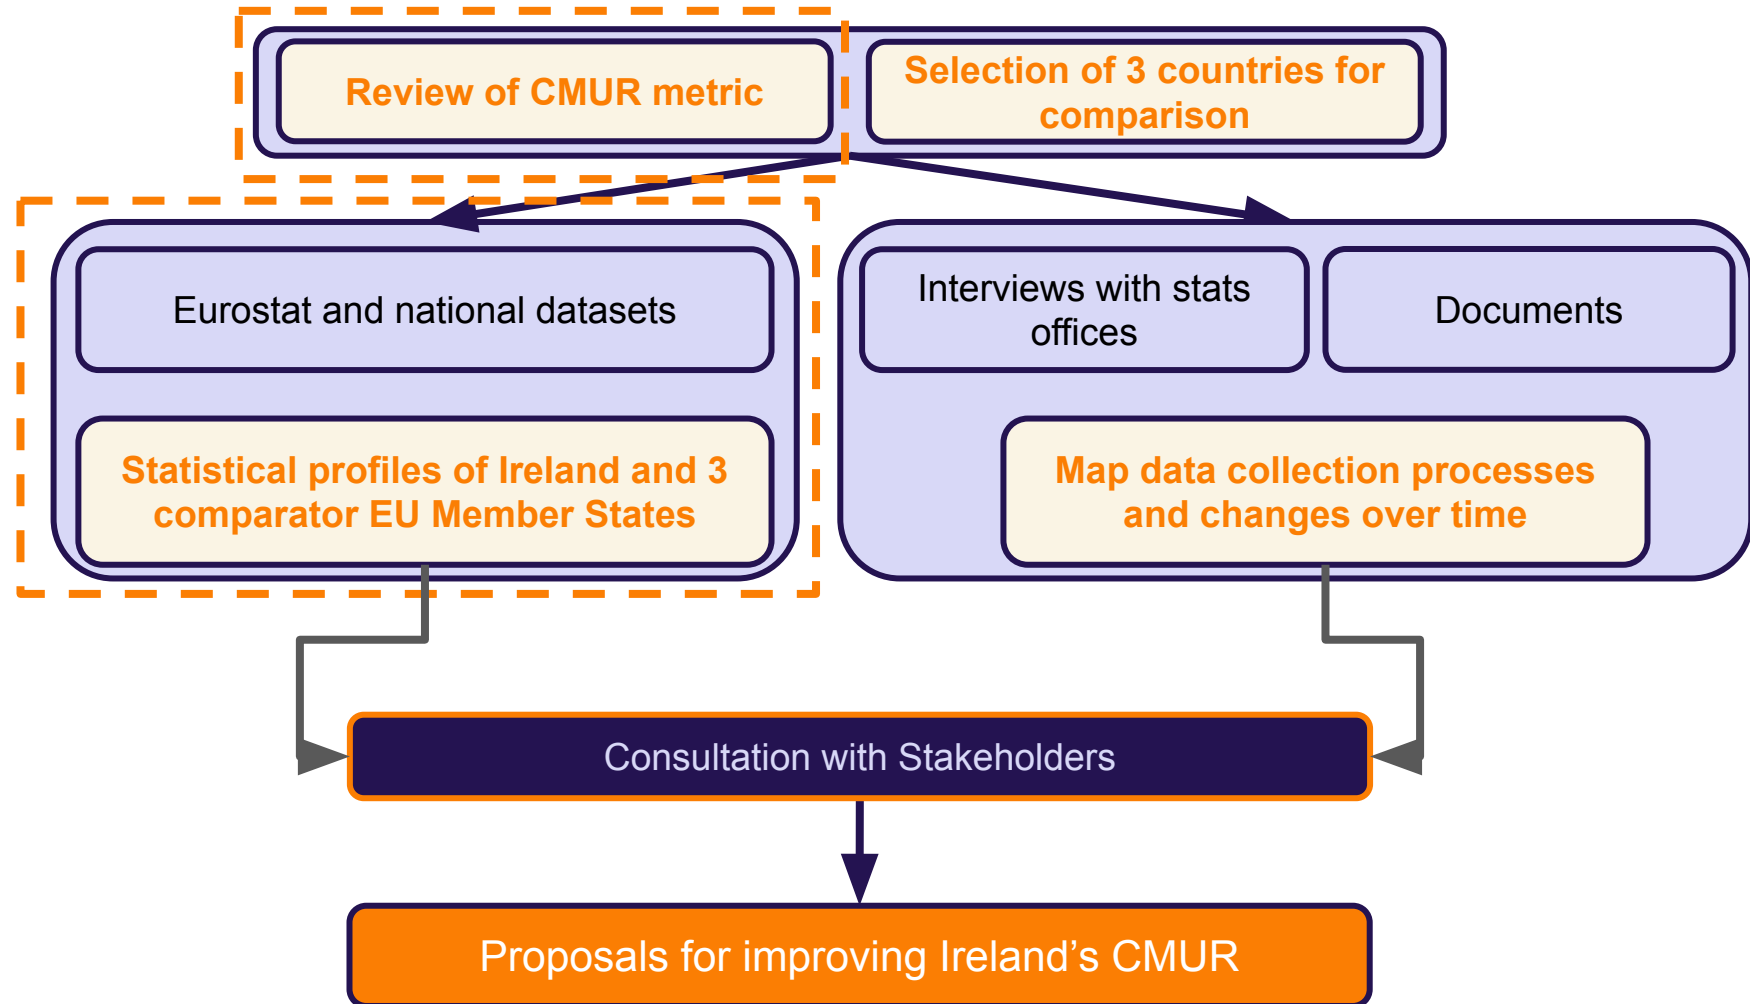 Review of CMUR metric
Selection of 3 countries for
comparison
Eurostat and national datasets
Interviews with stats
offices
Documents
Statistical profiles of Ireland and 3
comparator EU Member States
Map data collection processes
and changes over time
Consultation with Stakeholders
Proposals for improving Ireland’s CMUR